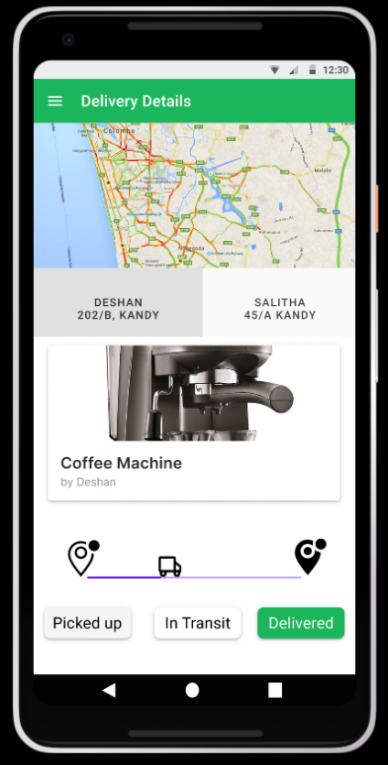 12:30
Delivery Details
Colombo
Malala
DESHAN
202/B, KANDY
SALITHA
45/A KANDY
Coffee Machine
by Deshan
Picked up
In Transit
Delivered